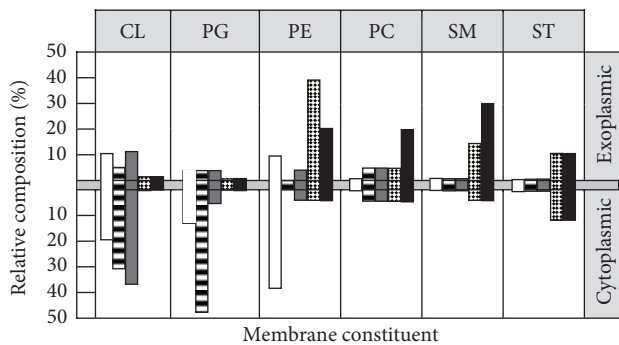 CL PG PE PC SM ST
50
40
30
20
10
10
20
30
40
50
Relative composition (%)
Exoplasmic
Cytoplasmic
Membrane constituent